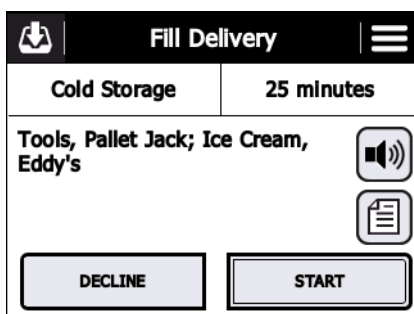 Fill Delivery
Cold Storage
25 minutes
Tools, Pallet Jack; Ice Cream,
Eddy's
DECLINE
START